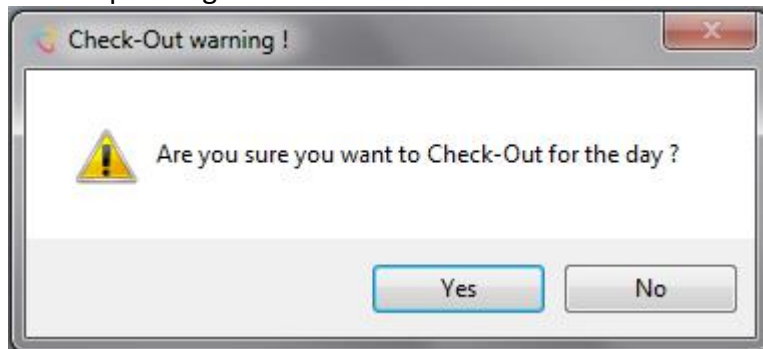 Check-Out warning !
Are you sure you want to Check-Out for the day ?
Yes
No